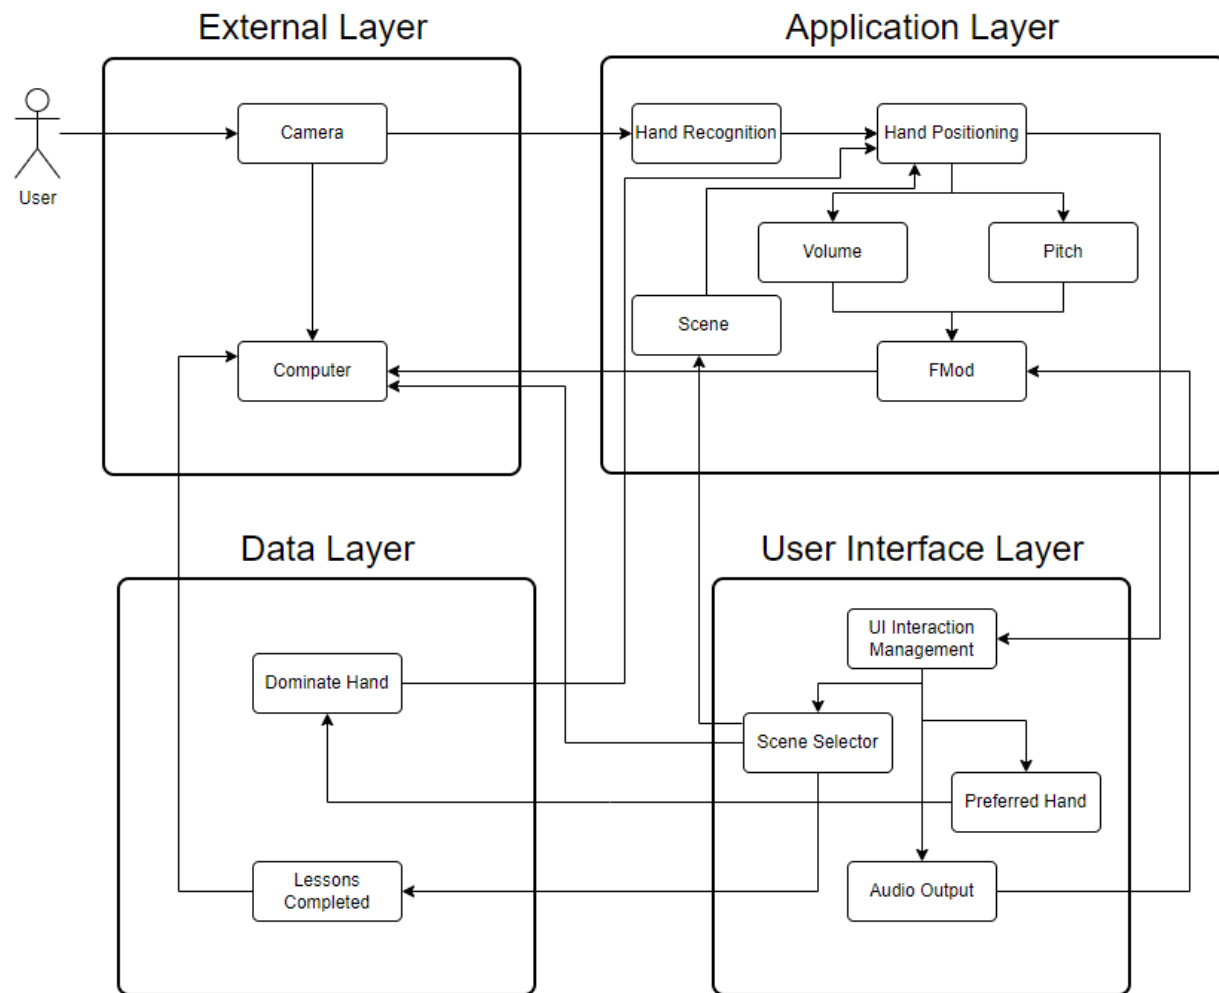 External Layer
Application Layer
User
Camera
Hand Recognition
Hand Positioning
Volume
Pitch
Scene
Computer
FMod
Data Layer
User Interface Layer
UI Interaction
Management
Dominate Hand
Scene Selector
Preferred Hand
Lessons
Completed
Audio Output